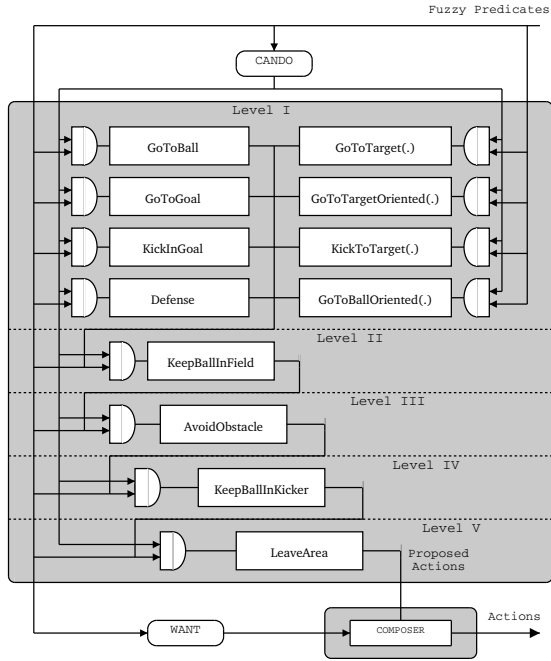 Fuzzy Predicates
CANDO
Level I
GoToBall
GoToTarget(.)
GoToGoal
GoToTargetOriented(.)
KickInGoal
KickToTarget(.)
Defense
GoToBallOriented(.)
Level II
KeepBallInField
Level III
AvoidObstacle
Level IV
KeepBallInKicker
Level V
LeaveArea
Proposed
Actions
WANT
COMPOSER
Actions